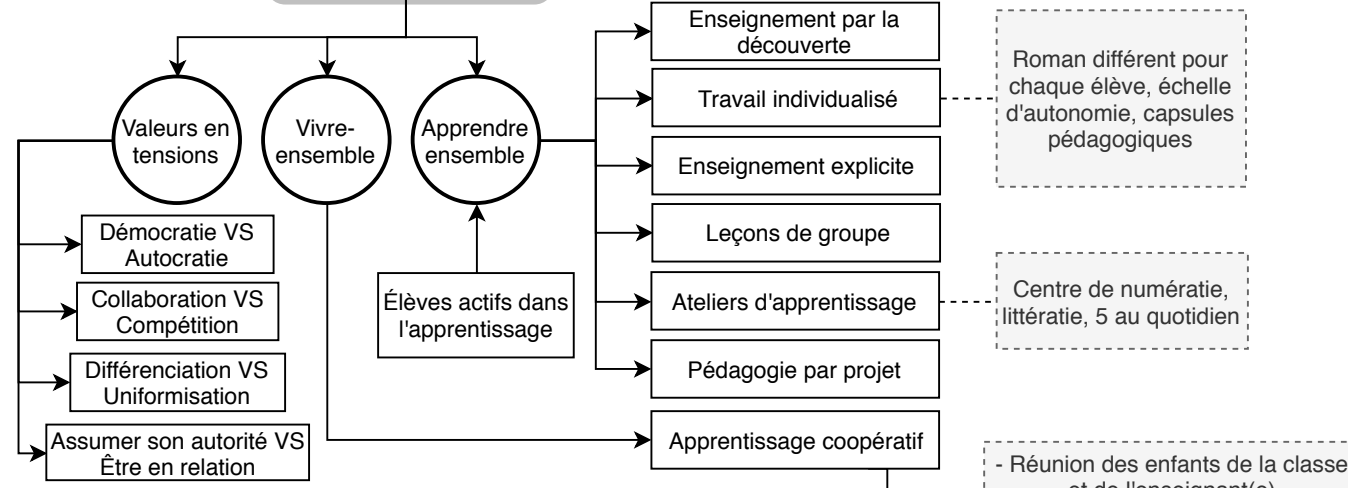 Enseignement par la
découverte
Travail individualisé
Enseignement explicite
Leçons de groupe
Ateliers d'apprentissage
Pédagogie par projet
Apprentissage coopératif
Roman différent pour
chaque élève, échelle
d'autonomie, capsules
pédagogiques
Centre de numératie,
littératie, 5 au quotidien
- Réunion des enfants de la classe
et de l'enseignant(e)
Valeurs en
tensions
Vivre-
ensemble
Apprendre
ensemble
Élèves actifs dans
l'apprentissage
Démocratie VS
Autocratie
Collaboration VS
Compétition
Différenciation VS
Uniformisation
Assumer son autorité VS
Être en relation